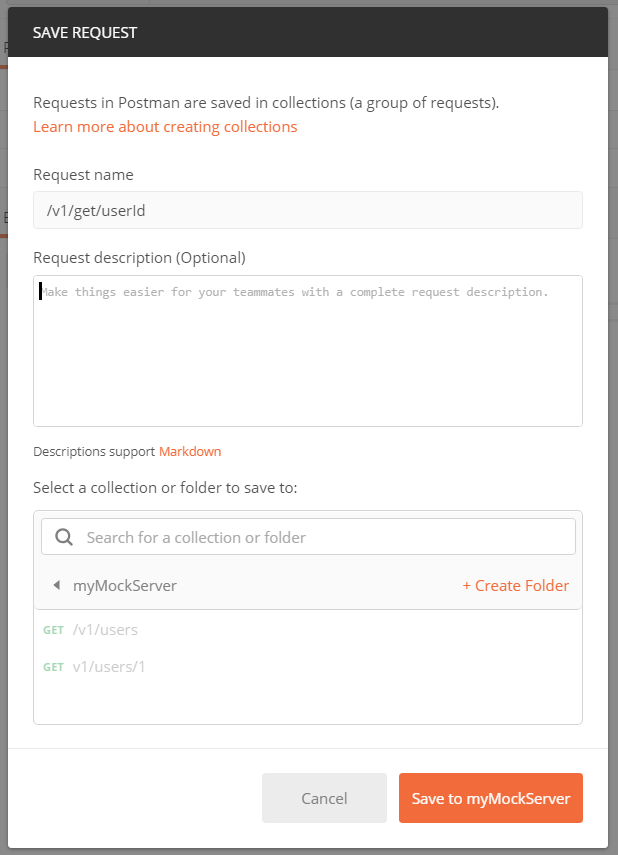 SAVE REQUEST
Requests in Postman are saved in collections (a group of requests).
Learn more about creating collections
Request name
/v1/get/userId
Request description (Optional)
Make things easier for your teammates with a complete request description.
Descriptions support Markdown
Select a collection or folder to save to:
Search for a collection or folder
myMockServer + Create Folder
GET /v1/users
GET v1/users/1
Cancel Save to myMockServer